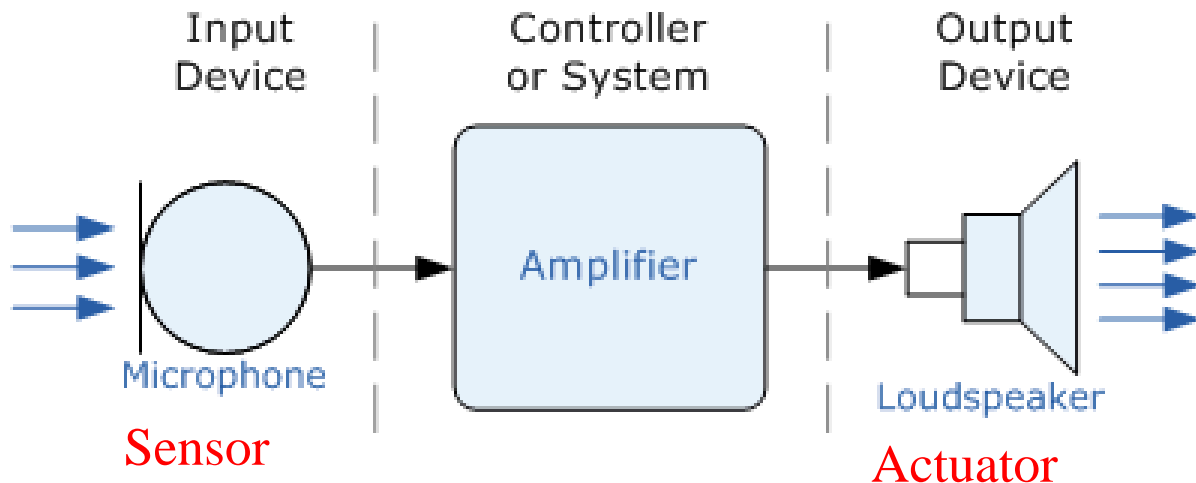 Input
Device
Controller
or System
Output
Device
Amplifier
Microphone
Loudspeaker
Sensor
Actuator